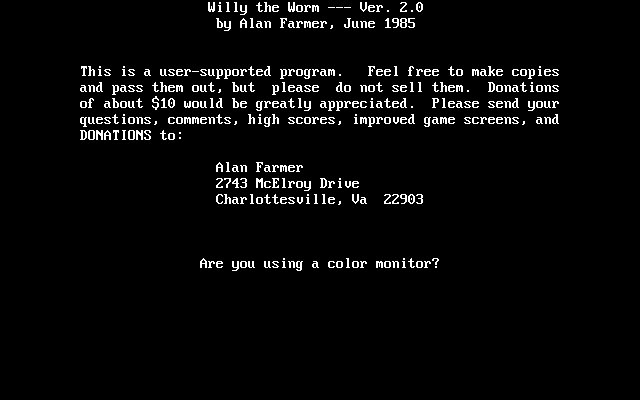 Willy the Worm --- Ver. 2.0
by Alan Farmer, June 1985
This is a user-supported program.   Feel free to make copies
and pass them out, but  please  do not sell them.  Donations
of about $10 would be greatly appreciated.  Please send your
questions, comments, high scores, improved game screens, and
DONATIONS to:
Alan Farmer
2743 McElroy Drive
Charlottesville, Va  22903
Are you using a color monitor?